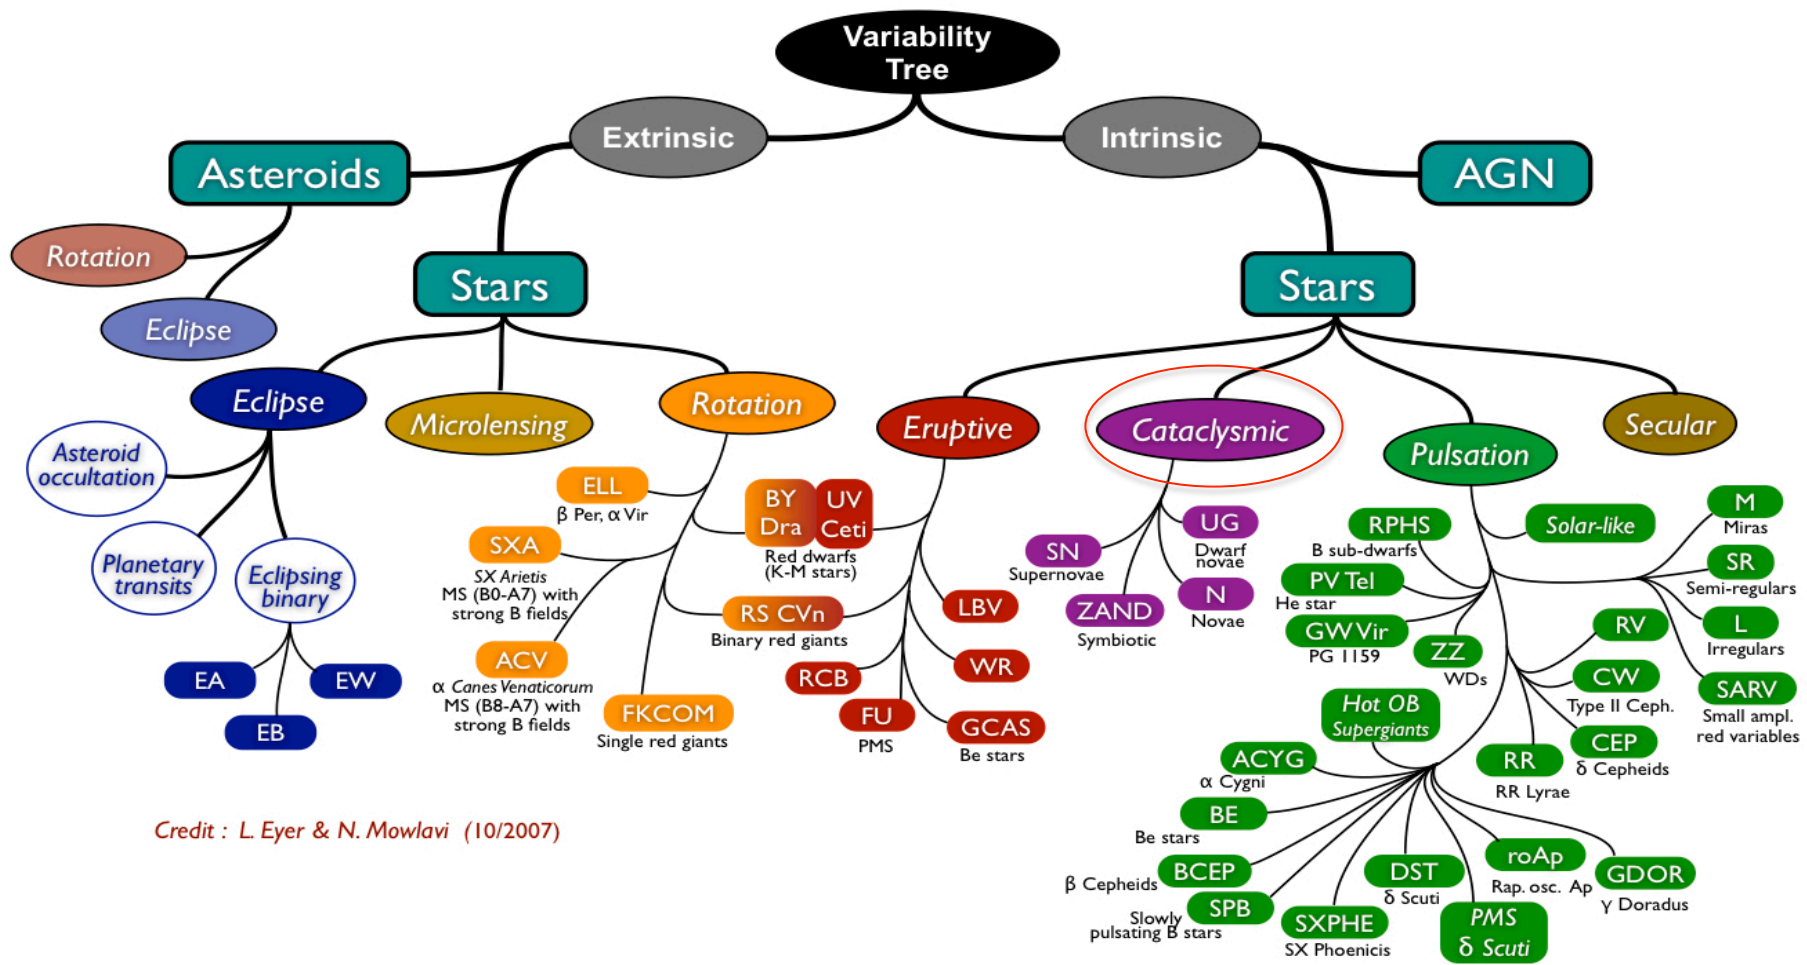 Variability
Tree
Extrinsic
Intrinsic
Asteroids
AGN
Rotation
Eclipse
Stars
Stars
Eclipse
Microlensing
Rotation
Eruptive
Cataclysmic
Pulsation
Secular
Asteroid
occultation
Planetary
transits
Eclipsing
binary
EA
EB
EW
ELL
β Per, α Vir
SXA
SX Arietis
MS (B0-A7) with
strong B fields
ACV
α Canes Venaticorum
MS (B8-A7) with
strong B fields
FKCOM
Single red giants
BY
Dra
UV
Ceti
Red dwarfs
(K-M stars)
RS CVn
Binary red giants
LBV
WR
RCB
FU
PMS
GCAS
Be stars
SN
Supernovae
ZAND
Symbiotic
UG
Dwarf
novae
N
Novae
RPHS
B sub-dwarfs
PV Tel
He star
GW Vir
PG 1159
ZZ
WDs
Solar-like
M
Miras
SR
Semi-regulars
L
Irregulars
SARV
Small ampl.
red variables
RV
CW
Type II Ceph.
CEP
δ Cepheids
RR
RR Lyrae
Hot OB
Supergiants
ACYG
α Cygni
BE
Be stars
BCEP
β Cepheids
SPB
Slowly
pulsating B stars
SXPHE
SX Phoenicis
DST
δ Scuti
PMS
δ Scuti
roAp
Rap. osc. Ap
GDOR
γ Doradus
Credit : L. Eyer & N. Mowlavi (10/2007)